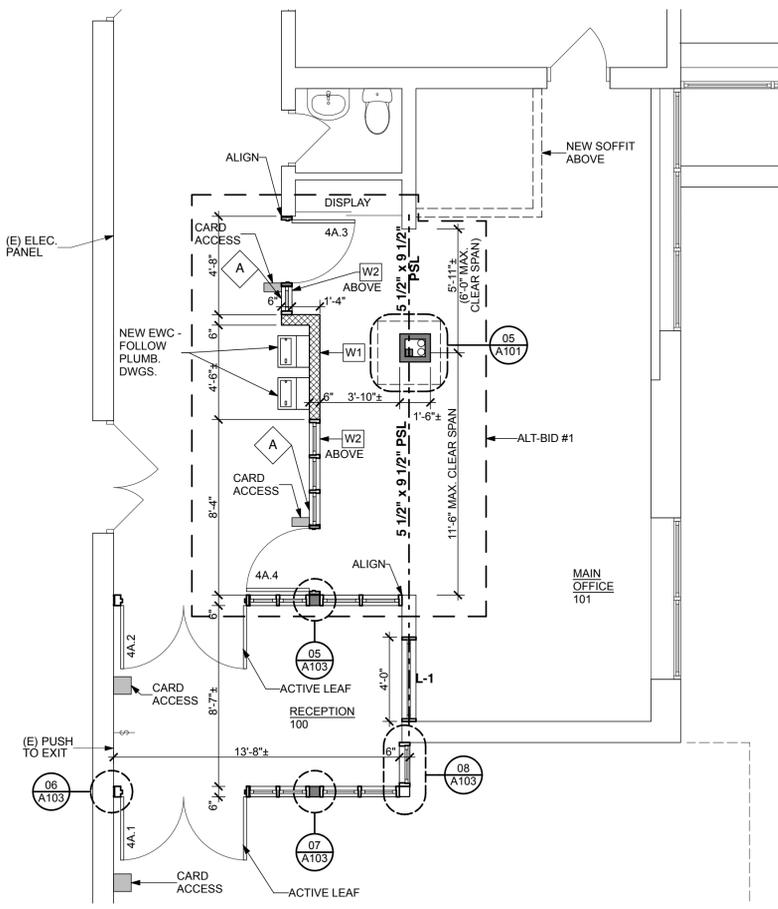 ALIGN
NEW SOFFIT
ABOVE
DISPLAY
(E) ELEC.
PANEL
CARD
ACCESS
4A.3
4'-8"
A
W2
ABOVE
6"
1'-4"
5 1/2" x 9 1/2"
PSL
5'-11"±
(6'-0" MAX.
CLEAR SPAN)
NEW EWC -
FOLLOW
PLUMB.
DWGS.
6"
W1
05
A101
4'-6"±
6"
3'-10"±
1'-6"±
A
W2
ABOVE
ALT-BID #1
CARD
ACCESS
8'-4"
5 1/2" x 9 1/2" PSL
11'-6" MAX. CLEAR SPAN
ALIGN
4A.4
MAIN
OFFICE
101
6"
4A.2
05
A103
ACTIVE LEAF
CARD
ACCESS
8'-7"±
RECEPTION
100
4'-0"
L-1
$
(E) PUSH
TO EXIT
13'-8"±
6"
06
A103
08
A103
6"
4A.1
07
A103
CARD
ACCESS
ACTIVE LEAF